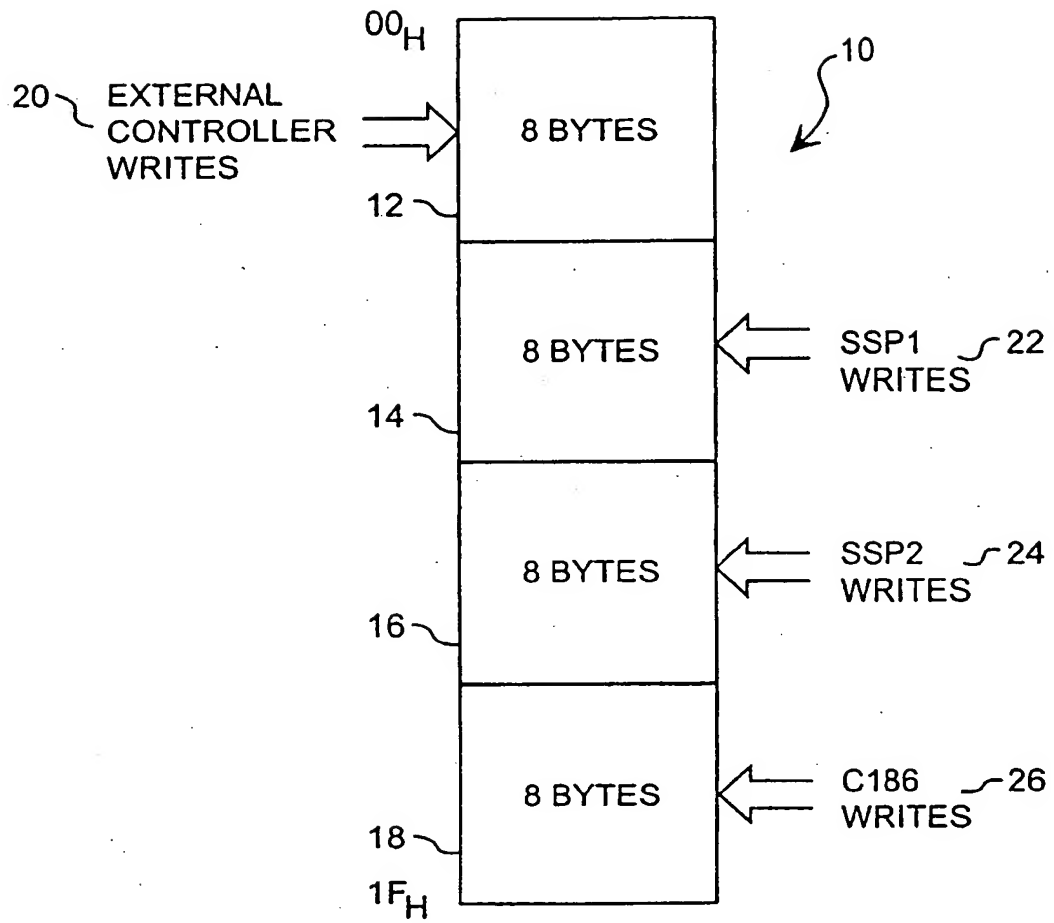 00H
10
20 EXTERNAL
CONTROLLER
WRITES
8 BYTES
12
8 BYTES
SSP1 22
WRITES
14
8 BYTES
SSP2 24
WRITES
16
8 BYTES
C186 26
WRITES
18
1FH